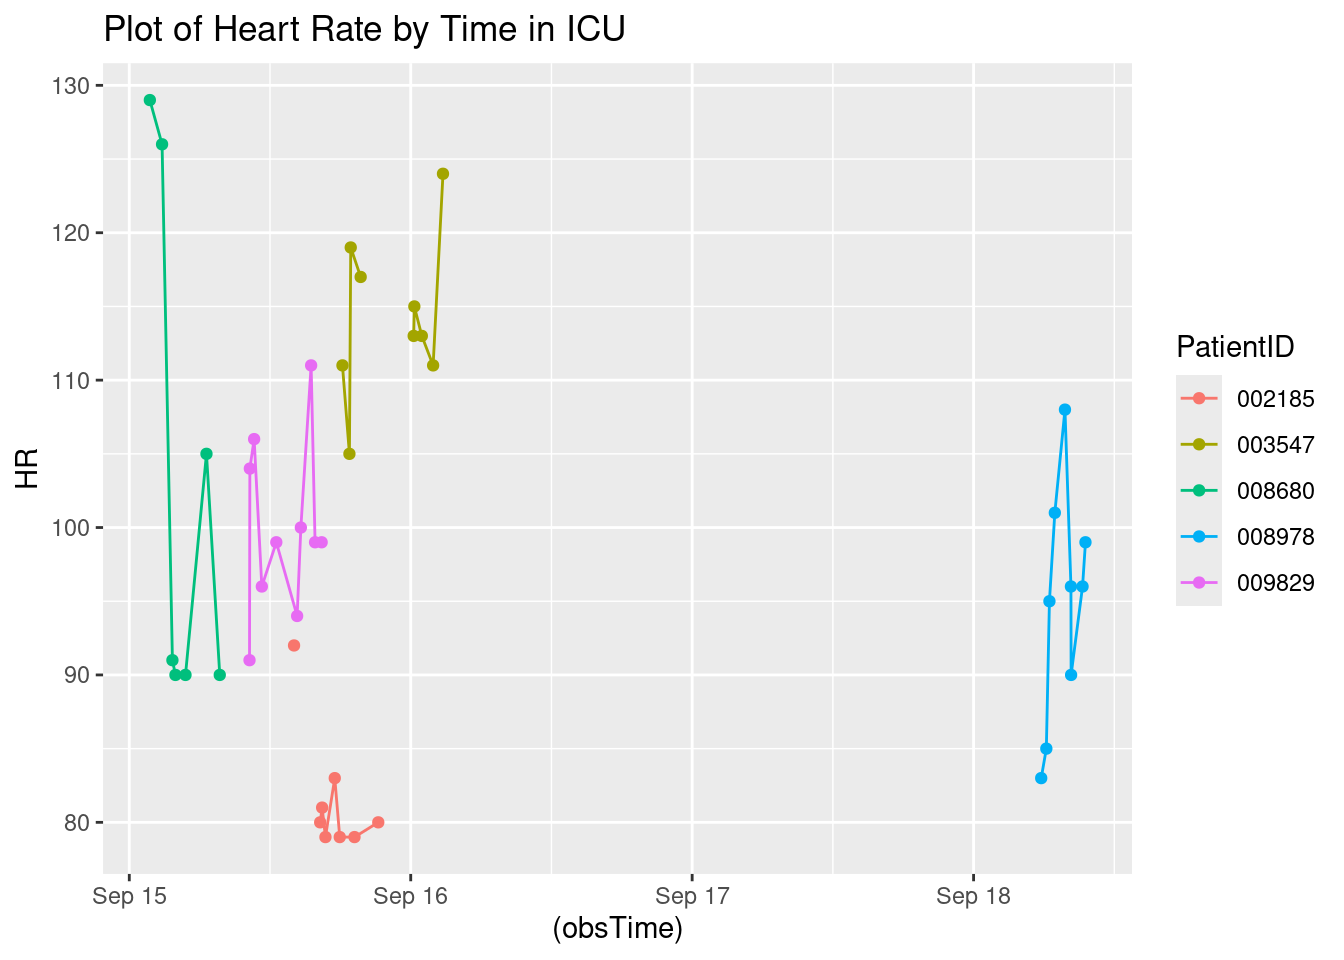 Plot of Heart Rate by Time in ICU
130
120
110
100
90
80
HR
Sep 15
Sep 16
Sep 17
Sep 18
(obsTime)
PatientID
002185
003547
008680
008978
009829